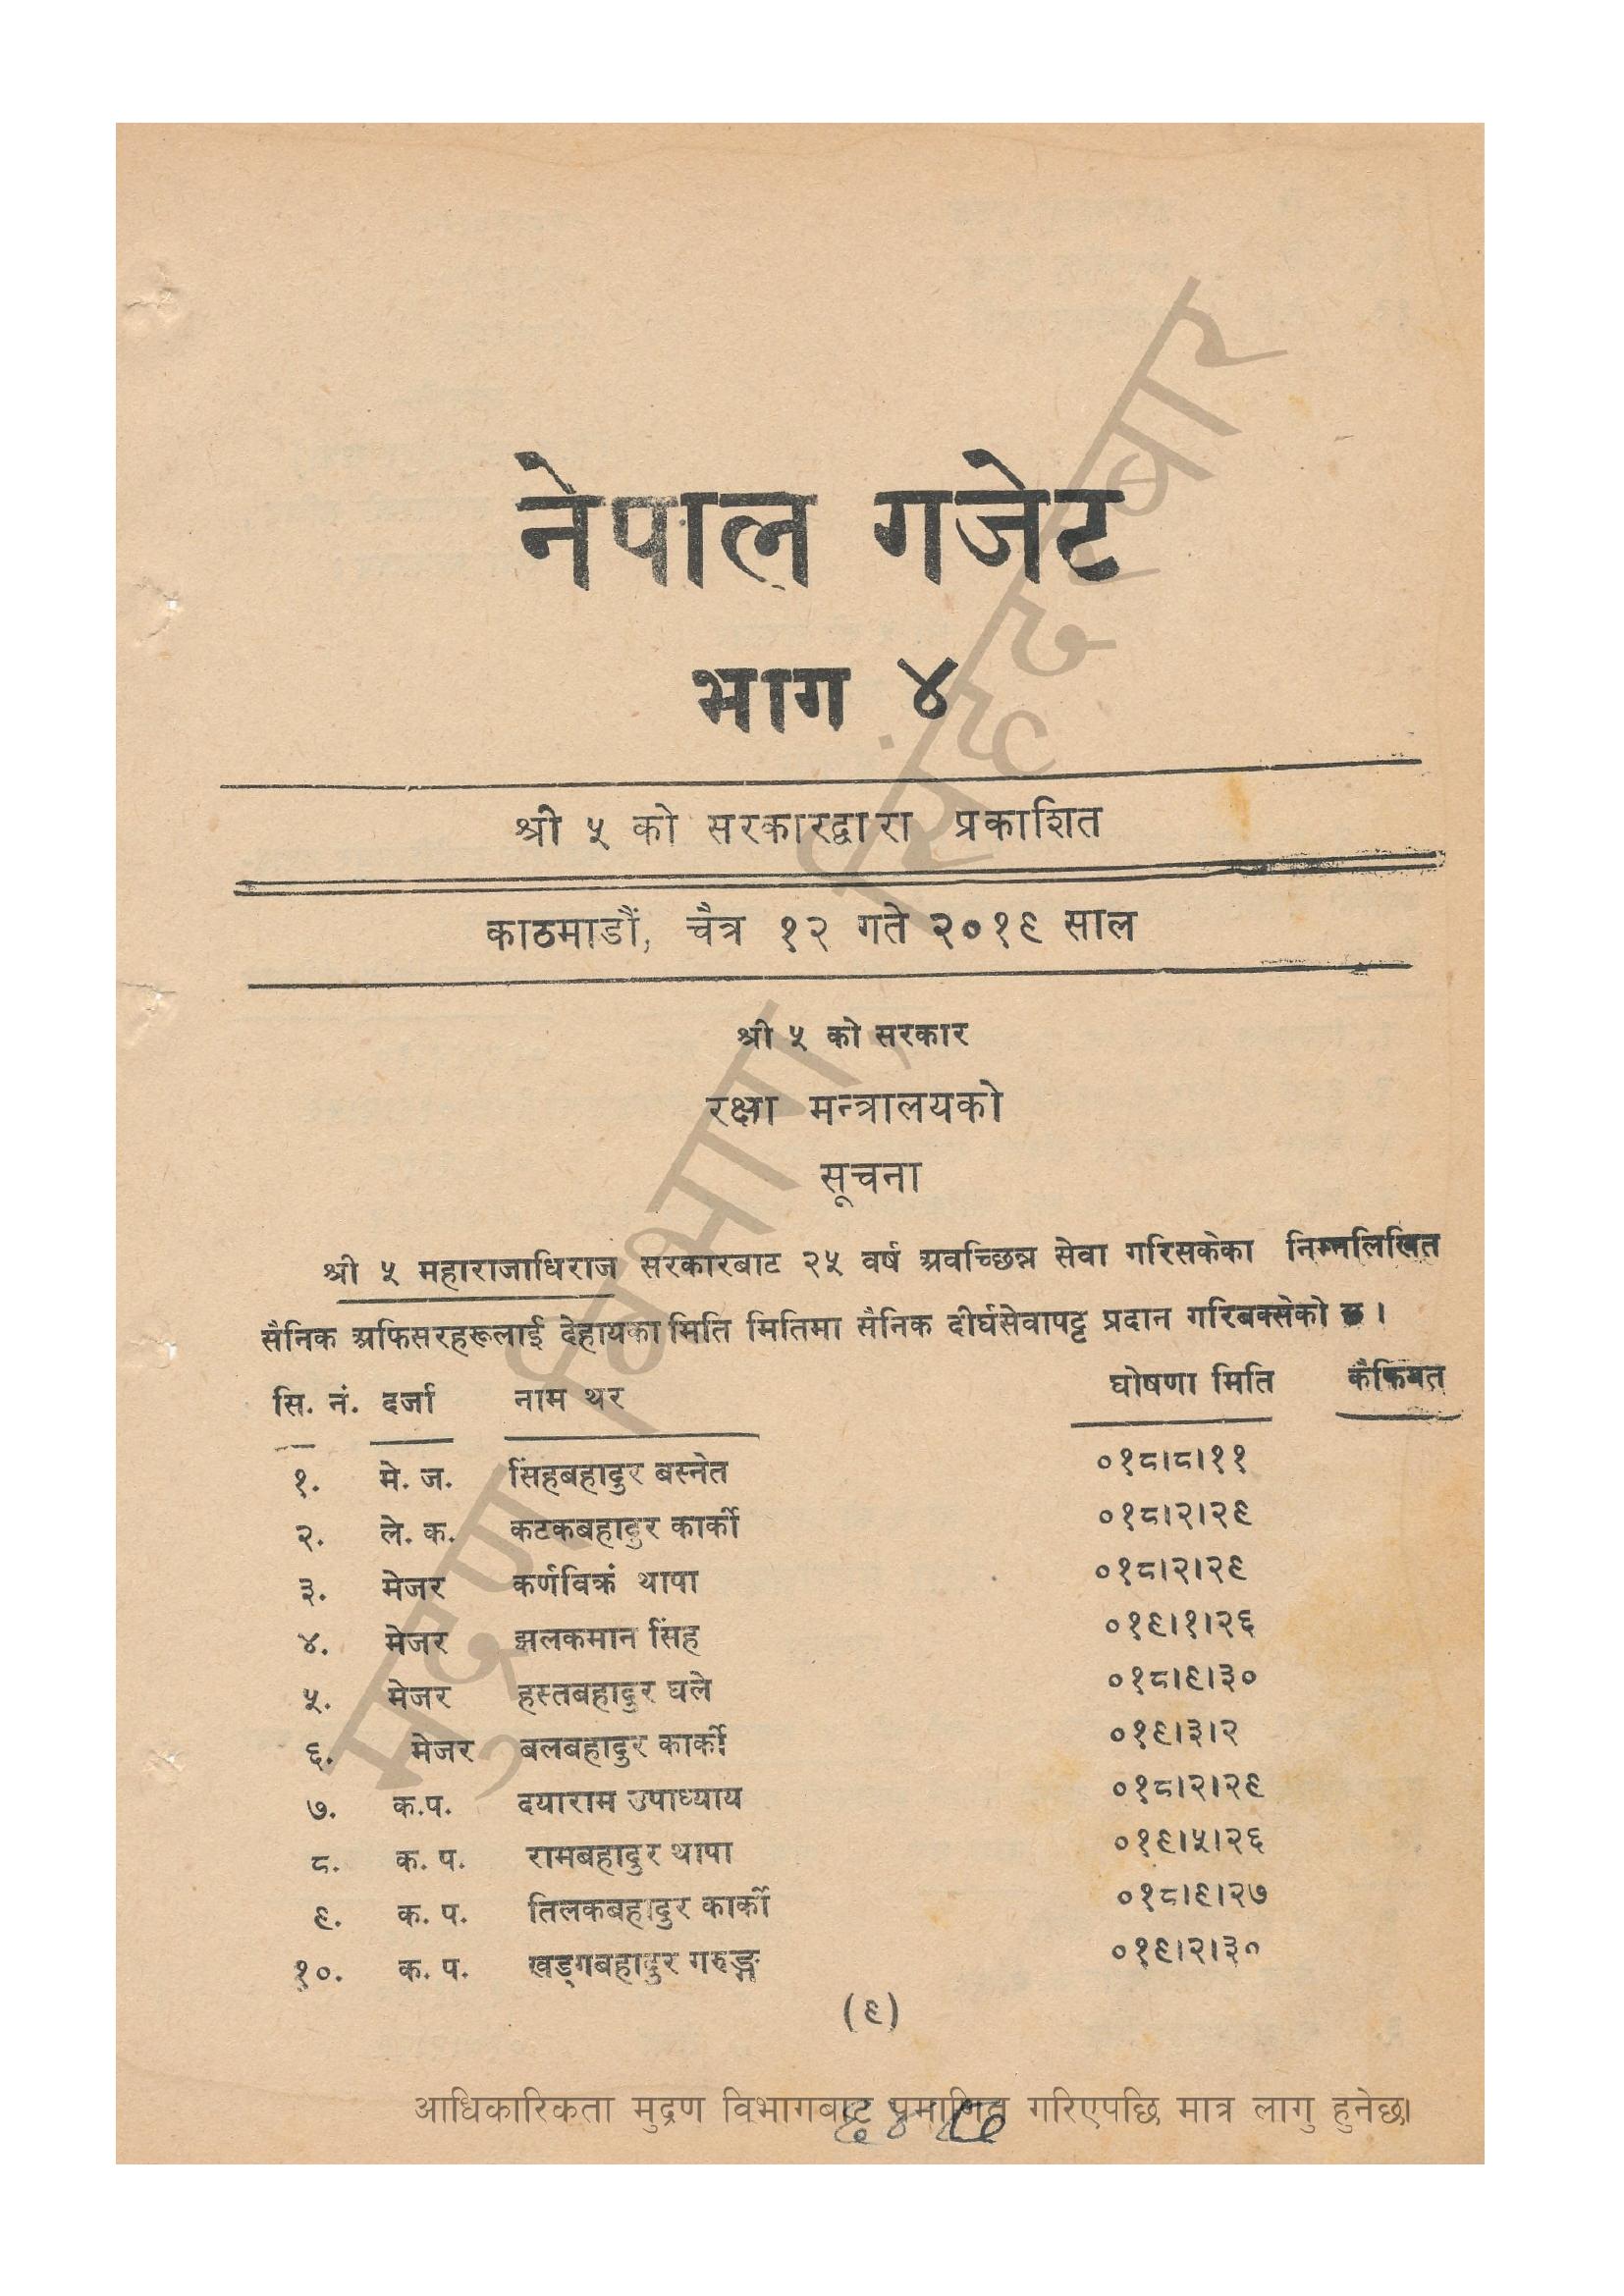 नेपाल गजेट
भाग ४
श्री ५ को सरकारद्वारा प्रकाशित
काठमाडौं, चैत्र १२ गते २०१९ साल
श्री ५ को सरकार
रक्षा मन्त्रालयको
सूचना
श्री ५ महाराजाधिराज सरकारबाट २५ वर्ष अवच्छिन्न सेवा गरिसकेका निम्नलिखित
सैनिक अफिसरहरूलाई देहायका मिति मितिमा सैनिक दीर्घसेवापट्ट प्रदान गरिबक्सेको छ।
सि. नं. दर्जा नाम थर घोषणा मिति कैफियत
१. मे. ज. सिंहबहादुर बस्नेत ०१८।८।११
२. ले. क. कटकबहादुर कार्की ०१८।२।२९
३. मेजर कर्णविक्रं थापा ०१८।२।२९
४. मेजर झलकमान सिंह ०१९।१।२६
५. मेजर हस्तबहादुर घले ०१८।९।३०
६. मेजर बलबहादुर कार्की ०१९।३।२
७. क.प. दयाराम उपाध्याय ०१८।२।२९
८. क. प. रामबहादुर थापा ०१९।५।२६
९. क. प. तिलकबहादुर कार्की ०१८।९।२७
१०. क. प. खड्गबहादुर गरुङ्ग ०१९।२।३०
(९)
आधिकारिकता मुद्रण विभागबाट प्रमाणित गरिएपछि मात्र लागु हुनेछ।
मुद्रण विभाग, सिंहदरबार